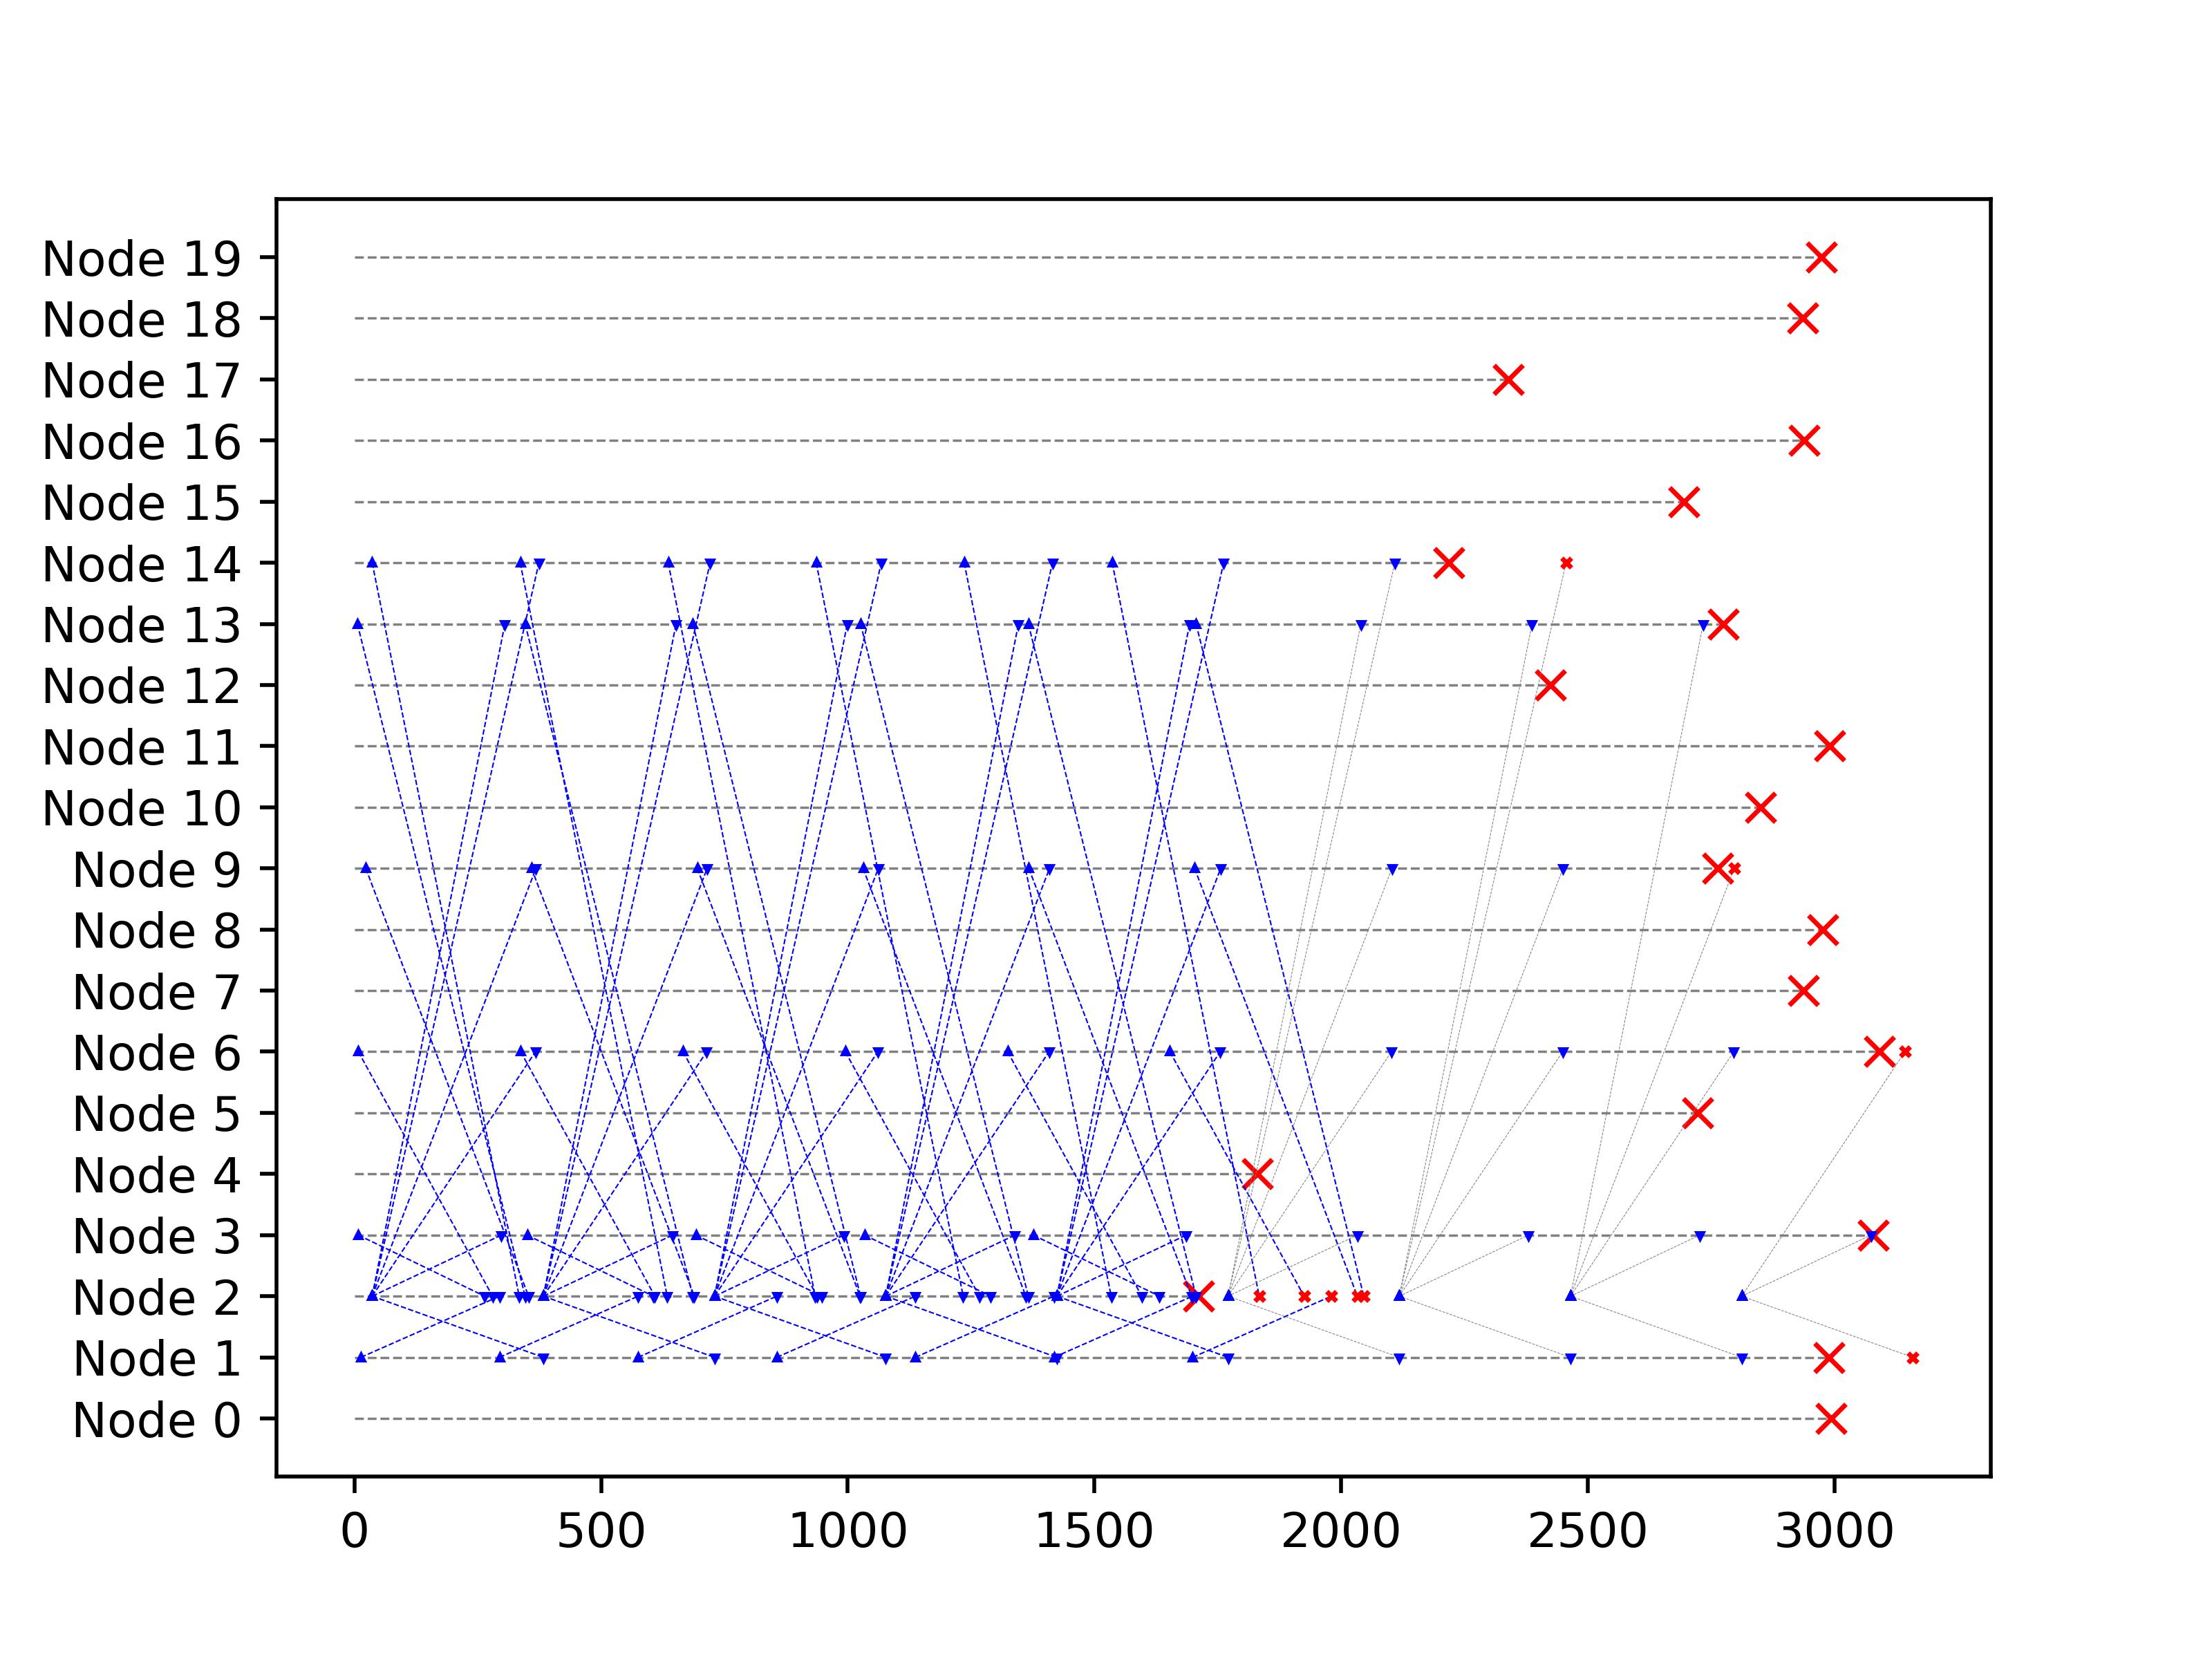 Node 19
Node 18
Node 17
Node 16
Node 15
Node 14
Node 13
Node 12
Node 11
Node 10
Node 9
Node 8
Node 7
Node 6
Node 5
Node 4
Node 3
Node 2
Node 1
Node 0
0 500 1000 1500 2000 2500 3000